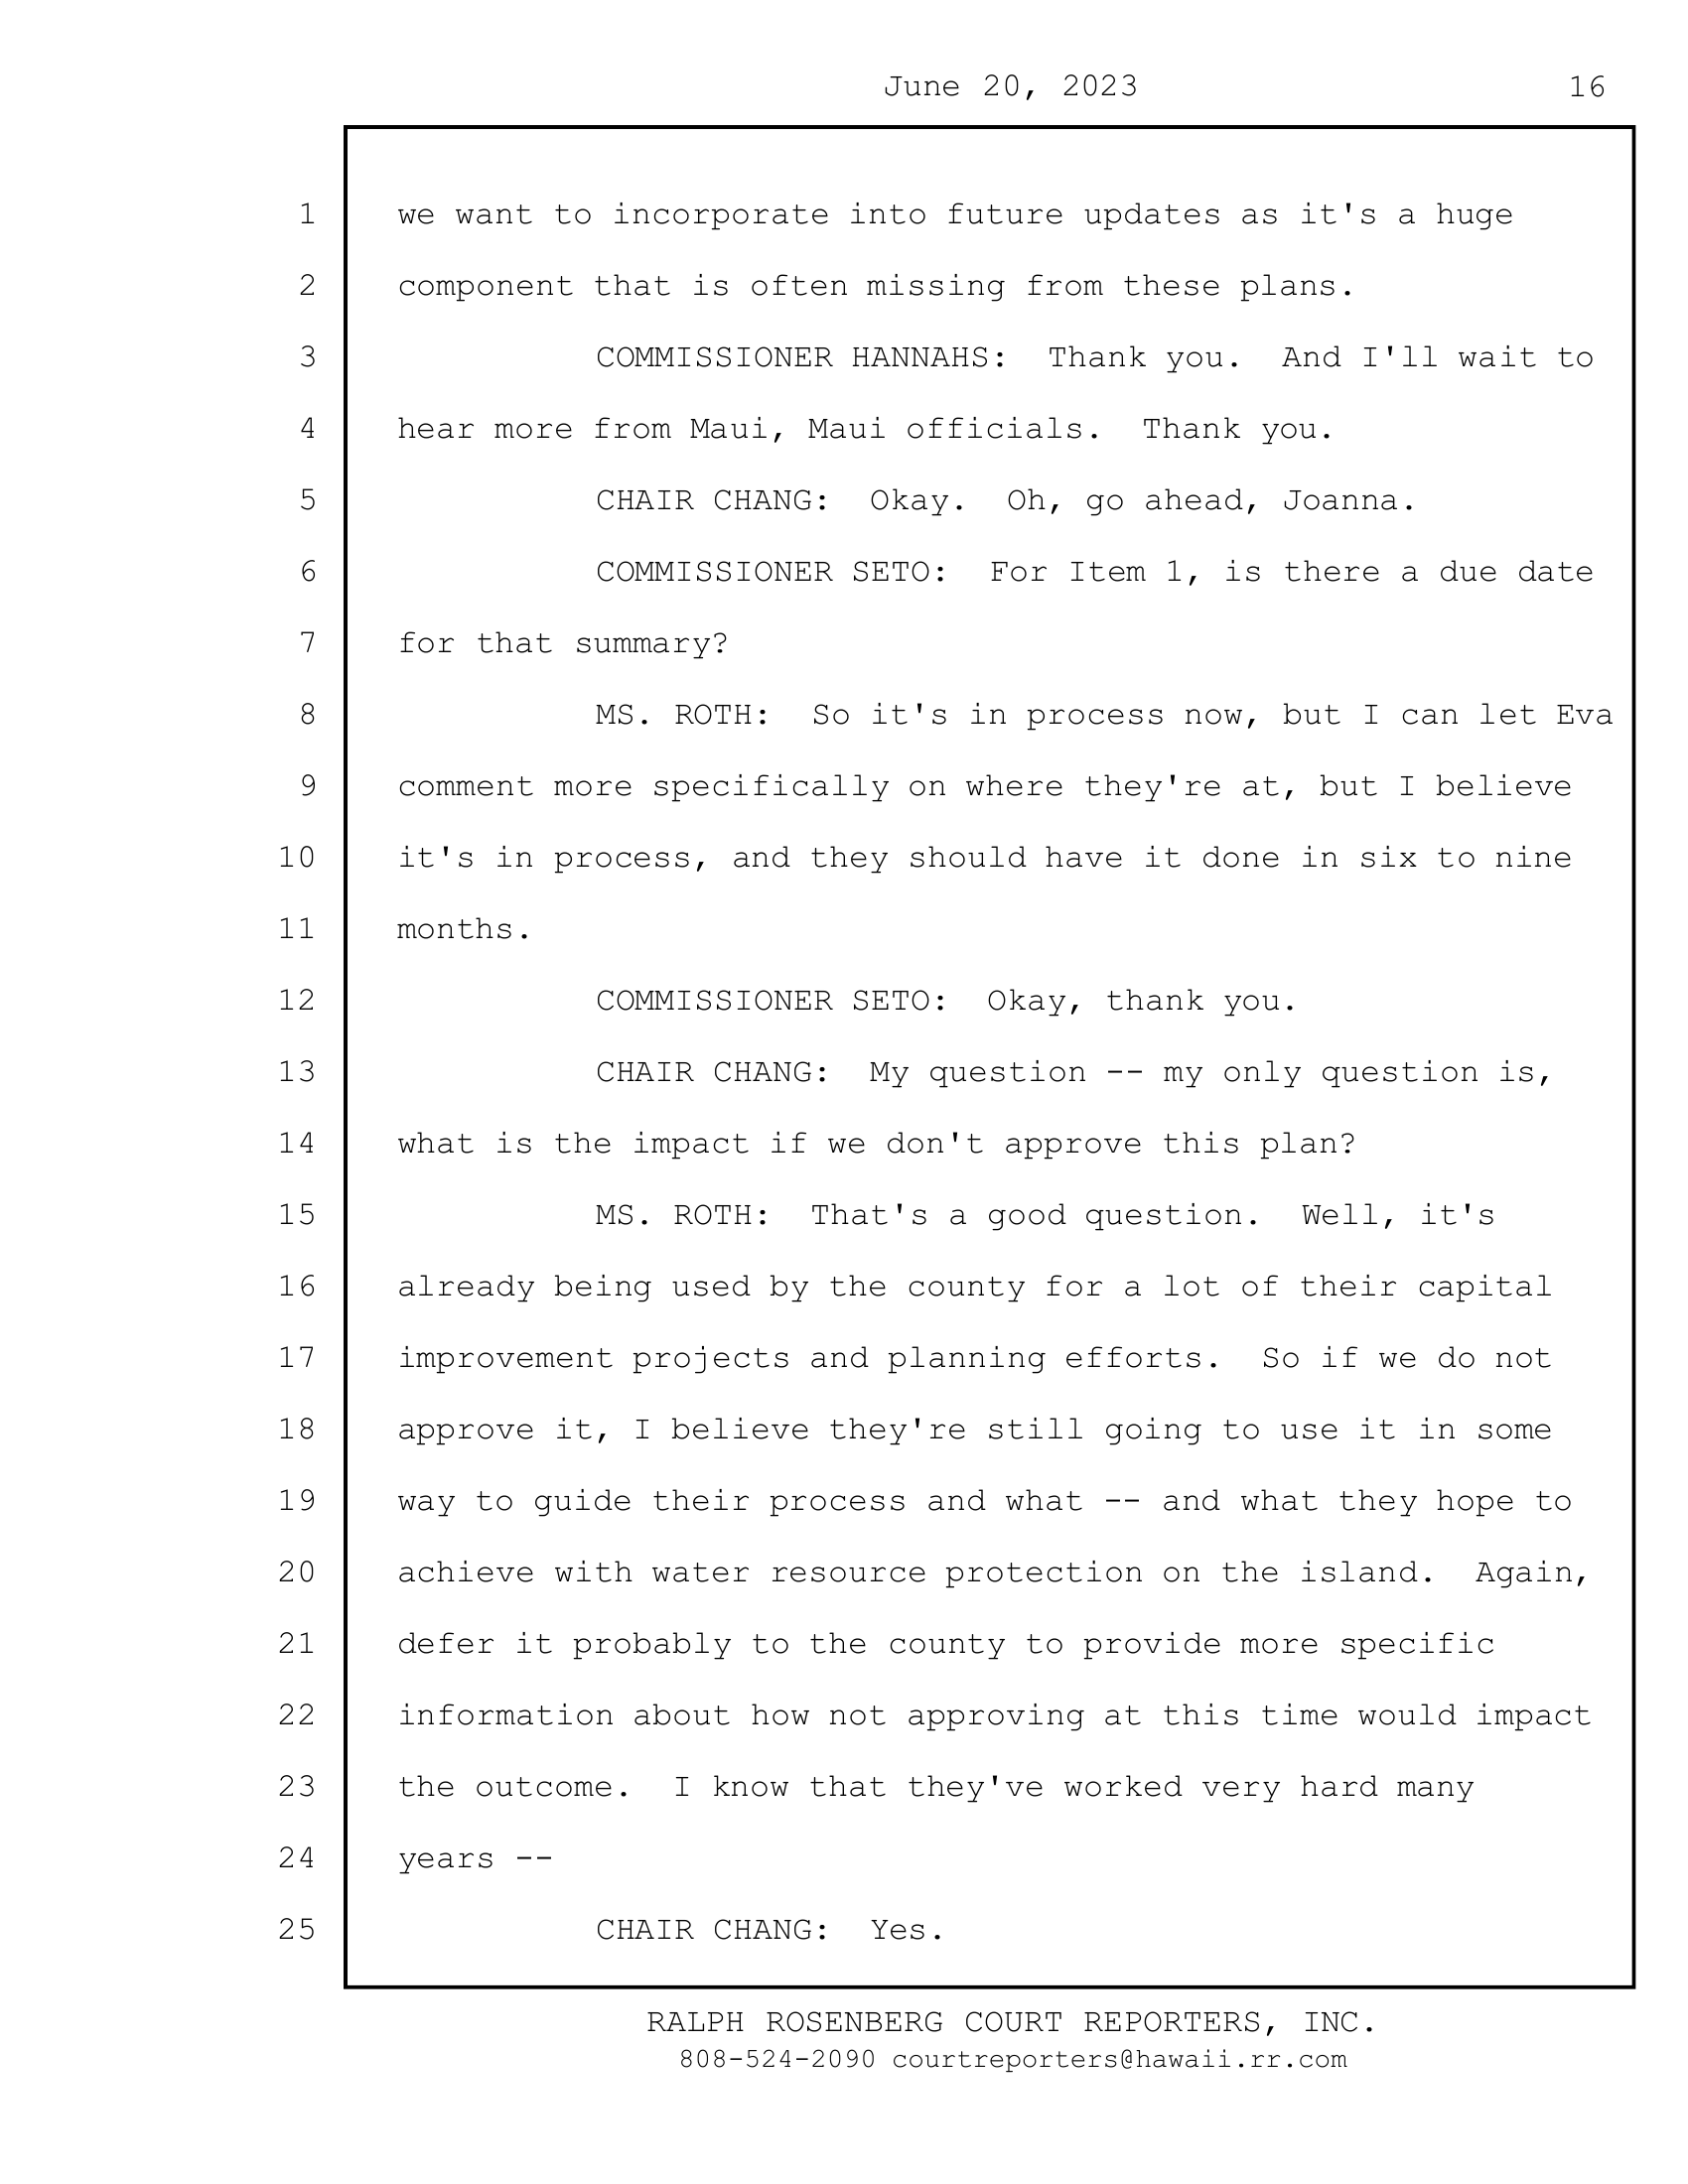 June 20, 2023 16
1 we want to incorporate into future updates as it's a huge
2 component that is often missing from these plans.
3 COMMISSIONER HANNAHS: Thank you. And I'll wait to
4 hear more from Maui, Maui officials. Thank you.
5 CHAIR CHANG: Okay. Oh, go ahead, Joanna.
6 COMMISSIONER SETO: For Item 1, is there a due date
7 for that summary?
8 MS. ROTH: So it's in process now, but I can let Eva
9 comment more specifically on where they're at, but I believe
10 it's in process, and they should have it done in six to nine
11 months.
12 COMMISSIONER SETO: Okay, thank you.
13 CHAIR CHANG: My question -- my only question is,
14 what is the impact if we don't approve this plan?
15 MS. ROTH: That's a good question. Well, it's
16 already being used by the county for a lot of their capital
17 improvement projects and planning efforts. So if we do not
18 approve it, I believe they're still going to use it in some
19 way to guide their process and what -- and what they hope to
20 achieve with water resource protection on the island. Again,
21 defer it probably to the county to provide more specific
22 information about how not approving at this time would impact
23 the outcome. I know that they've worked very hard many
24 years --
25 CHAIR CHANG: Yes.
RALPH ROSENBERG COURT REPORTERS, INC.
808-524-2090 courtreporters@hawaii.rr.com